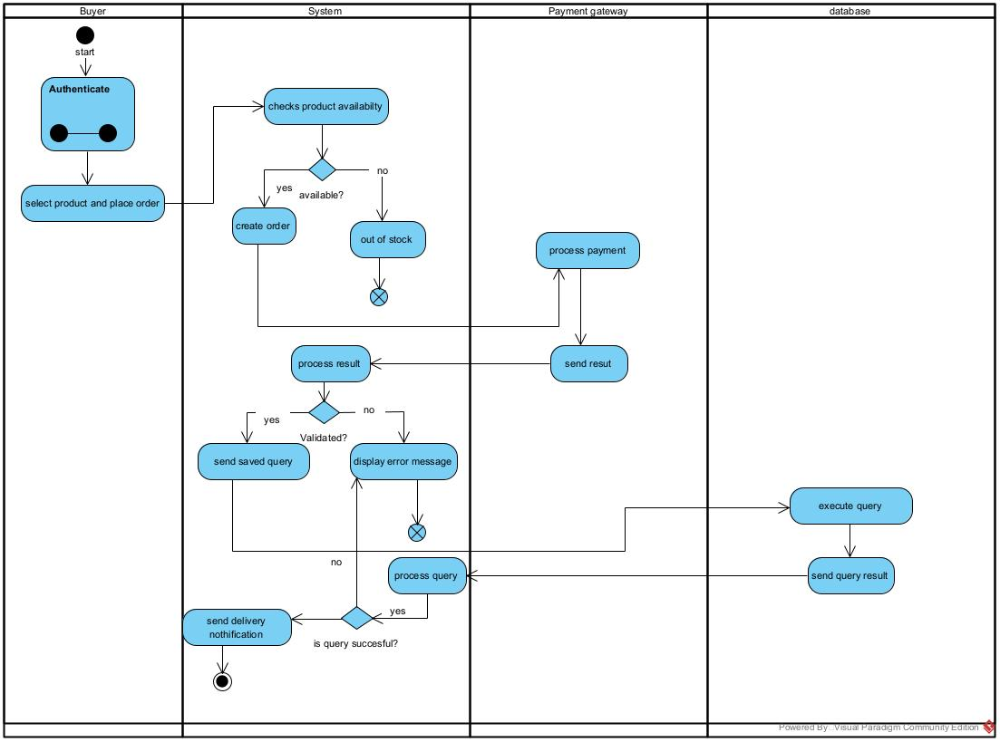 Buyer
System
Payment gateway
database
start
Authenticate
checks product availabilty
yes
no
available?
select product and place order
create order
out of stock
process payment
process result
send resut
yes
no
Validated?
send saved query
display error message
execute query
no
process query
send query result
yes
send delivery
nothification
is query succesful?
Powered By: Visual Paradigm Community Edition